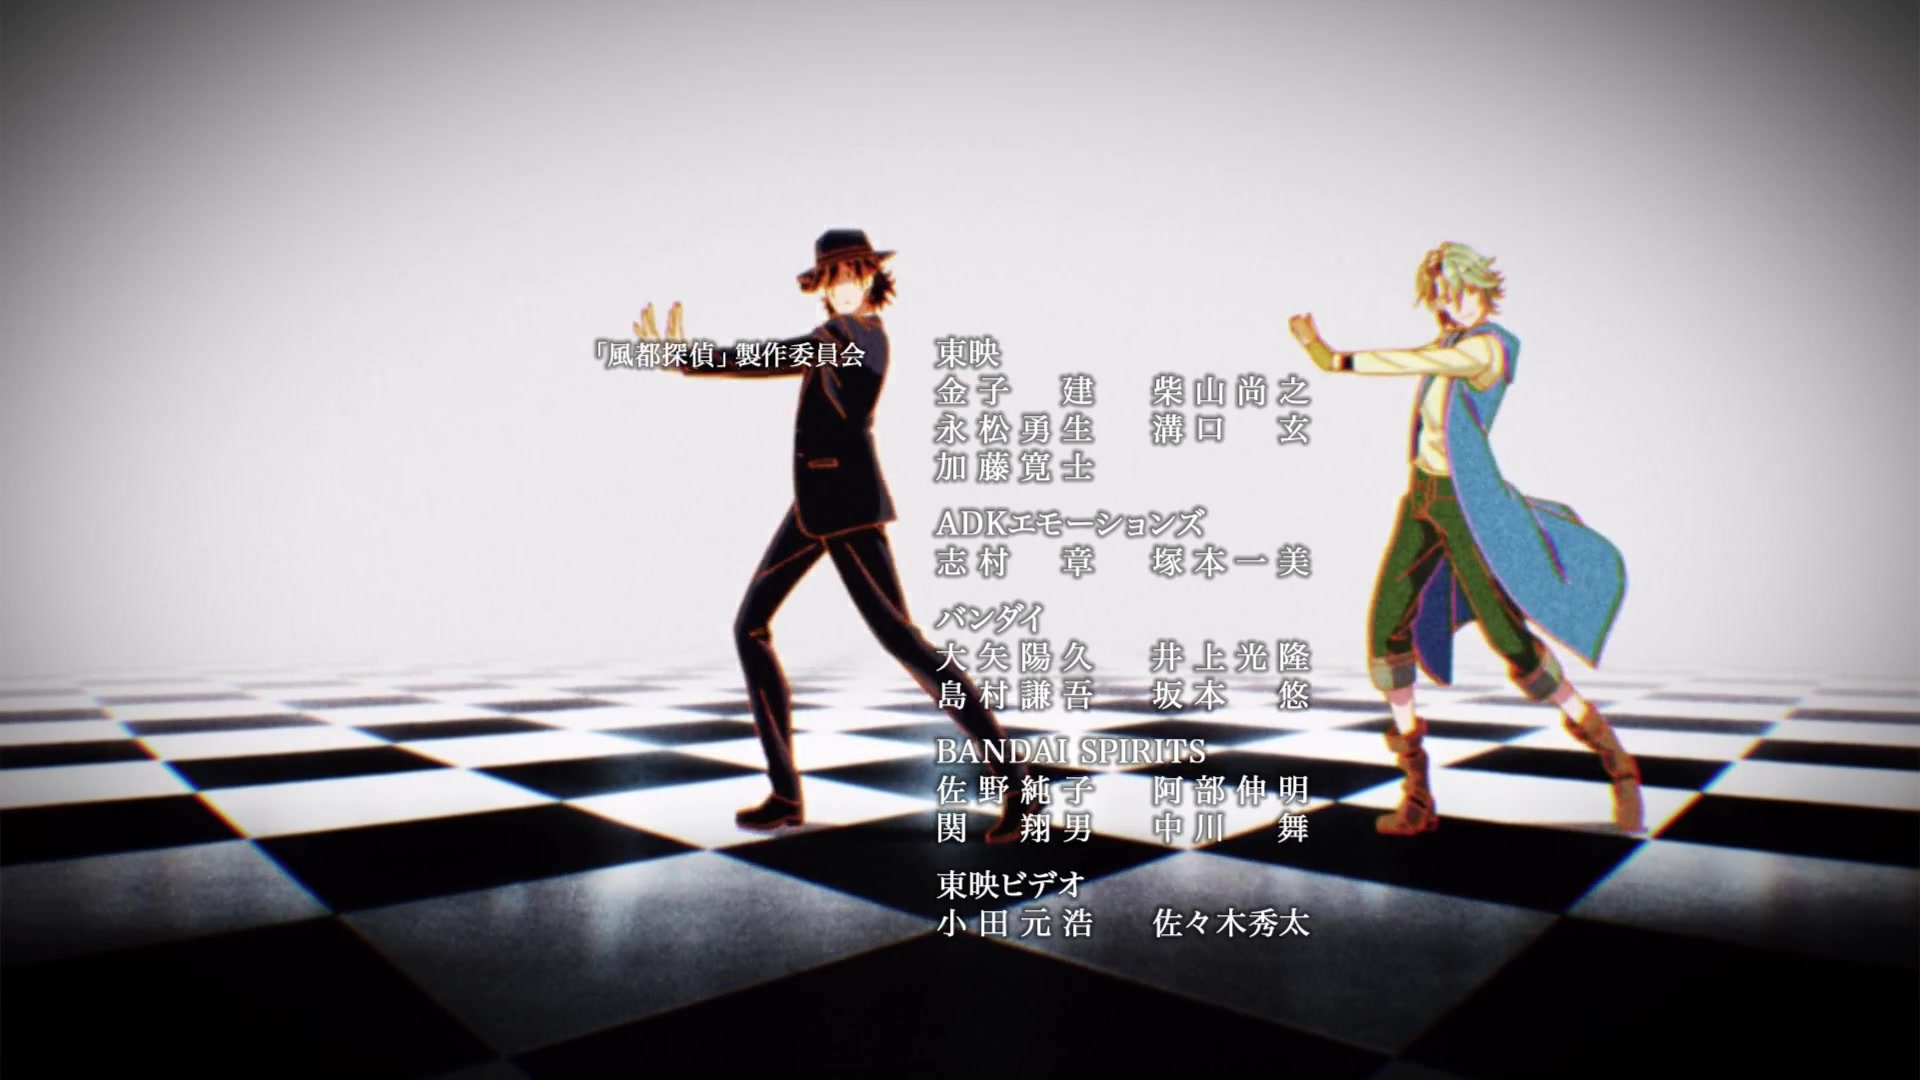 「風都探偵」製作委員会
東映
金子 建 柴山尚之
永松勇生 溝口 玄
加藤寛士
ADKエモーションズ
志村 章 塚本一美
バンダイ
大矢陽久 井上光隆
島村謙吾 坂本 悠
BANDAI SPIRITS
佐野純子 阿部伸明
関 翔男 中川 舞
東映ビデオ
小田元浩 佐々木秀太